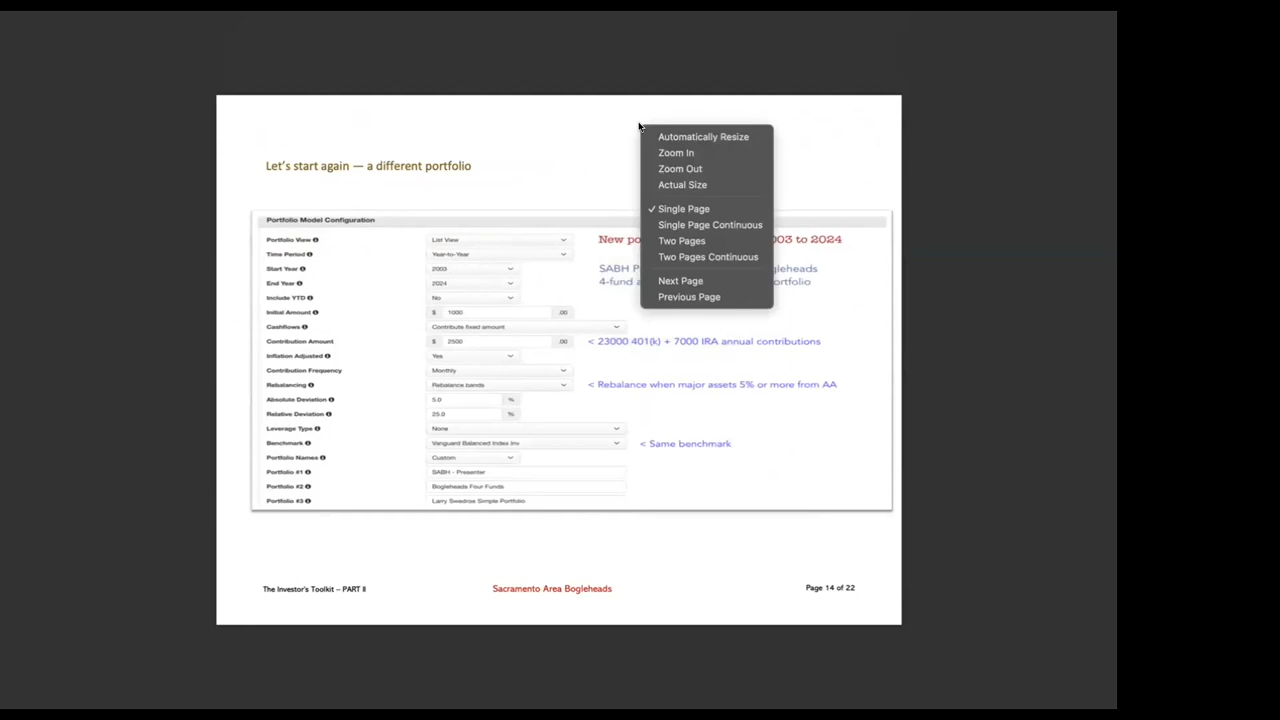 Let's start again — a different portfolio
Automatically Resize
Zoom In
Zoom Out
Actual Size
✓ Single Page
Single Page Continuous
Two Pages
Two Pages Continuous
Next Page
Previous Page
Portfolio Model Configuration
Portfolio View List View New po 003 to 2024
Time Period Year-to-Year
Start Year 2003 SABH P gleheads
End Year 2024 4-fund a ortfolio
Include YTD No
Initial Amount $ 1000 .00
Cashflows Contribute fixed amount
Contribution Amount $ 2500 .00 < 23000 401(k) + 7000 IRA annual contributions
Inflation Adjusted Yes
Contribution Frequency Monthly
Rebalancing Rebalance bands < Rebalance when major assets 5% or more from AA
Absolute Deviation 5.0 %
Relative Deviation 25.0 %
Leverage Type None
Benchmark Vanguard Balanced Index Inv < Same benchmark
Portfolio Names Custom
Portfolio #1 SABH - Presenter
Portfolio #2 Bogleheads Four Funds
Portfolio #3 Larry Swedroe Simple Portfolio
The Investor's Toolkit – PART II Sacramento Area Bogleheads Page 14 of 22